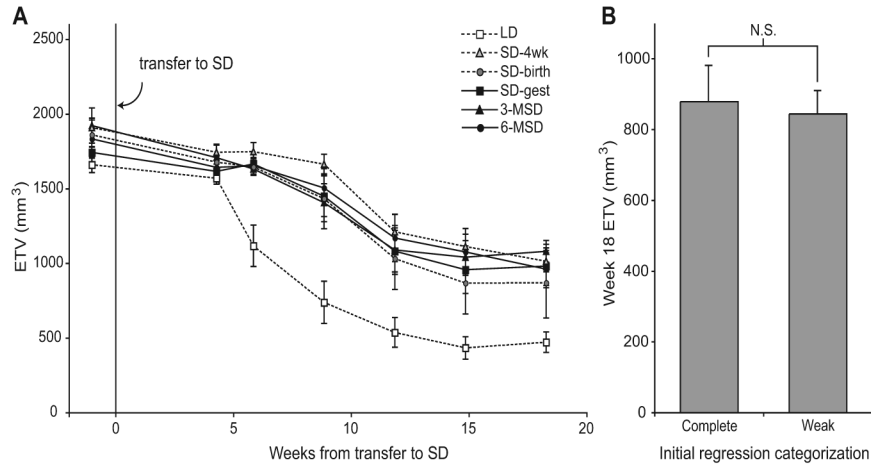 A
2500
2000
1500
1000
500
0
ETV (mm³)
transfer to SD
LD
SD-4wk
SD-birth
SD-gest
3-MSD
6-MSD
0
5
10
15
20
Weeks from transfer to SD
B
N.S.
1000
800
600
400
200
0
Week 18 ETV (mm³)
Complete
Weak
Initial regression categorization